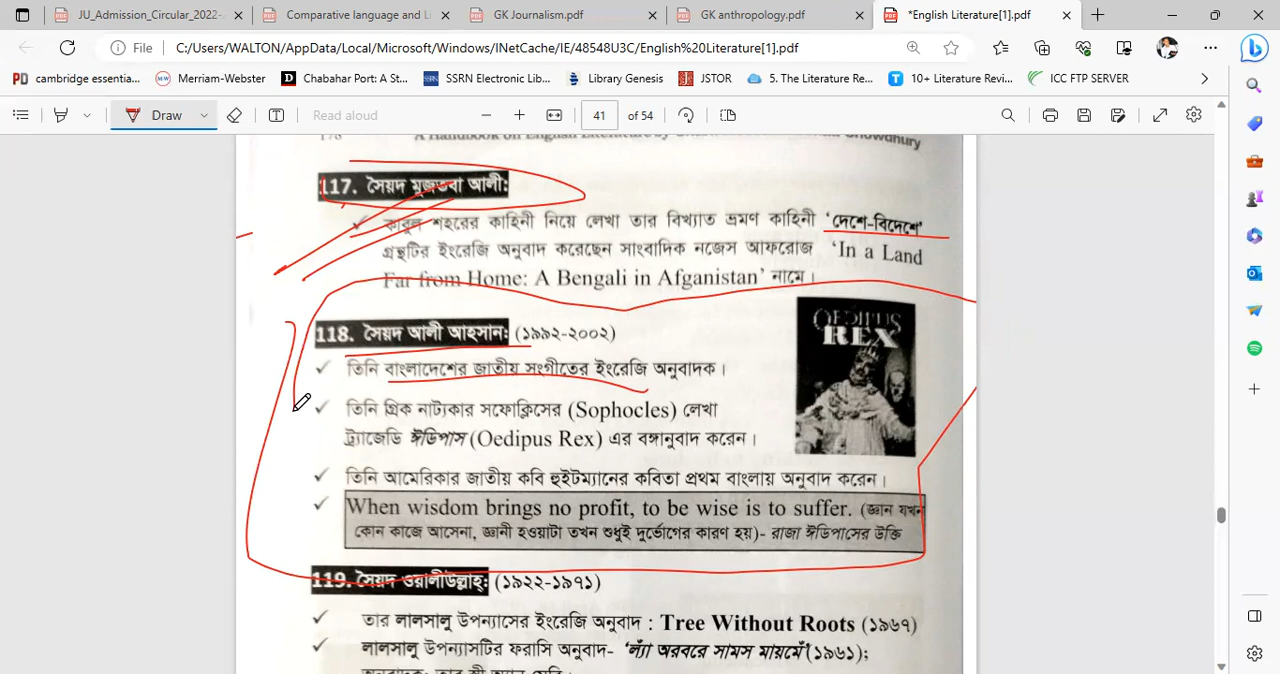 JU_Admission_Circular_2022-
Comparative language and Li
GK Journalism.pdf
GK anthropology.pdf
*English Literature[1].pdf
File
C:/Users/WALTON/AppData/Local/Microsoft/Windows/INetCache/IE/48548U3C/English%20Literature[1].pdf
cambridge essentia...
Merriam-Webster
Chabahar Port: A St...
SSRN Electronic Lib...
Library Genesis
JSTOR
5. The Literature Re...
10+ Literature Revi...
ICC FTP SERVER
Draw
Read aloud
41 of 54
A Handbook on English Literature by
117. সৈয়দ মুজতবা আলী:
কাবুল শহরের কাহিনী নিয়ে লেখা তার বিখ্যাত ভ্রমণ কাহিনী ‘দেশে-বিদেশে’
গ্রন্থটির ইংরেজি অনুবাদ করেছেন সাংবাদিক নজেস আফরোজ ‘In a Land
Far from Home: A Bengali in Afganistan’ নামে।
OEDIPUS
REX
118. সৈয়দ আলী আহসান: (১৯৯২-২০০২)
তিনি বাংলাদেশের জাতীয় সংগীতের ইংরেজি অনুবাদক।
তিনি গ্রিক নাট্যকার সফোক্লিসের (Sophocles) লেখা
ট্র্যাজেডি ঈডিপাস (Oedipus Rex) এর বঙ্গানুবাদ করেন।
তিনি আমেরিকার জাতীয় কবি হুইটম্যানের কবিতা প্রথম বাংলায় অনুবাদ করেন।
When wisdom brings no profit, to be wise is to suffer. (জ্ঞান যখন
কোন কাজে আসেনা, জ্ঞানী হওয়াটা তখন শুধুই দুর্ভোগের কারণ হয়)- রাজা ঈডিপাসের উক্তি
119. সৈয়দ ওয়ালীউল্লাহ্: (১৯২২-১৯৭১)
তার লালসালু উপন্যাসের ইংরেজি অনুবাদ : Tree Without Roots (১৯৬৭)
লালসালু উপন্যাসটির ফরাসি অনুবাদ- ‘ল্যাঁ অরবরে সামস মায়মেঁ’ (১৯৬১);